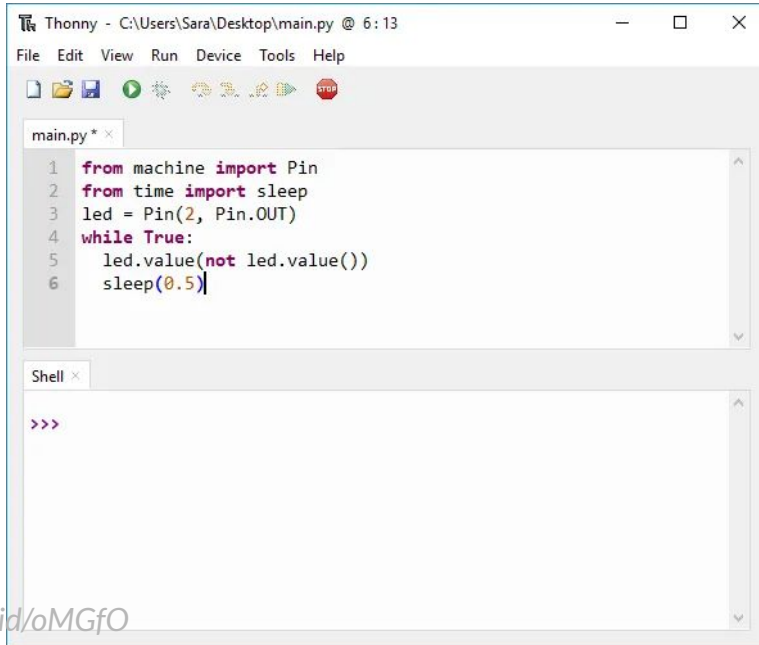 Thonny - C:\Users\Sara\Desktop\main.py @ 6:13
File Edit View Run Device Tools Help
STOP
main.py * ×
1 from machine import Pin
2 from time import sleep
3 led = Pin(2, Pin.OUT)
4 while True:
5   led.value(not led.value())
6   sleep(0.5)
Shell ×
>>>
id/oMGfO